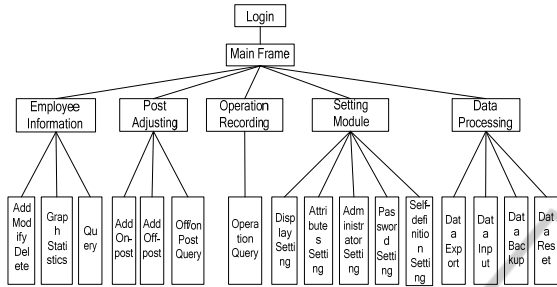 Login
Main Frame
Employee
Information
Post
Adjusting
Operation
Recording
Setting
Module
Data
Processing
Add
Mod
ify
Del
ete
Grap
h
Stati
stics
Qu
ery
Add
On-
post
Add
Off-
post
Off/on
Post
Query
Opera
tion
Query
Disp
lay
Setti
ng
Attri
bute
s
Setti
ng
Adm
inistr
ator
Setti
ng
Pas
swor
d
Setti
ng
Self-
defi
nitio
n
Setti
ng
Dat
a
Exp
ort
Dat
a
Inp
ut
Dat
a
Bac
kup
Dat
a
Res
et